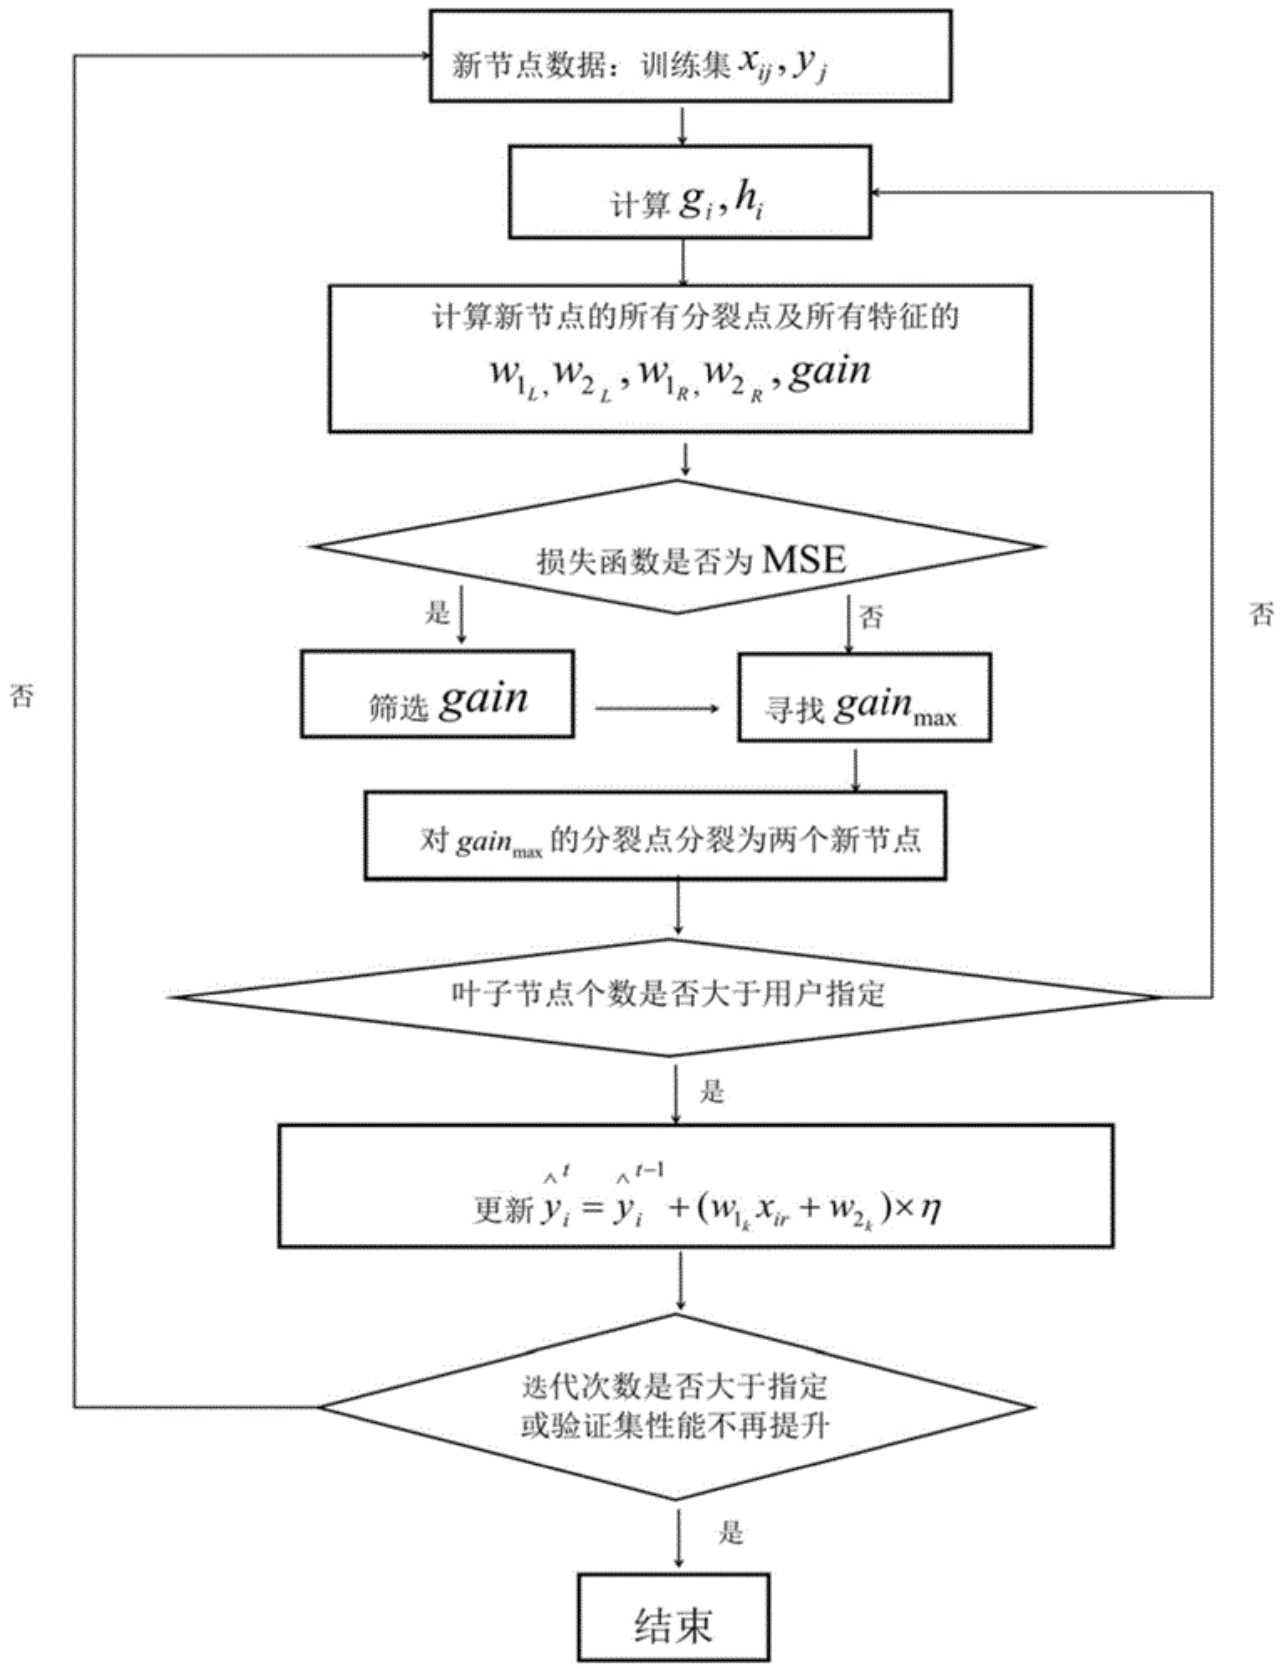 新节点数据：训练集 x_{ij}, y_j
计算 g_i, h_i
计算新节点的所有分裂点及所有特征的
w_{1_L}, w_{2_L}, w_{1_R}, w_{2_R}, gain
损失函数是否为 MSE
是
否
否
筛选 gain
寻找 gain_{max}
否
对 gain_{max} 的分裂点分裂为两个新节点
叶子节点个数是否大于用户指定
是
更新 \hat{y}_i^t = \hat{y}_i^{t-1} + (w_{1_k} x_{ir} + w_{2_k}) × η
迭代次数是否大于指定
或验证集性能不再提升
是
结束